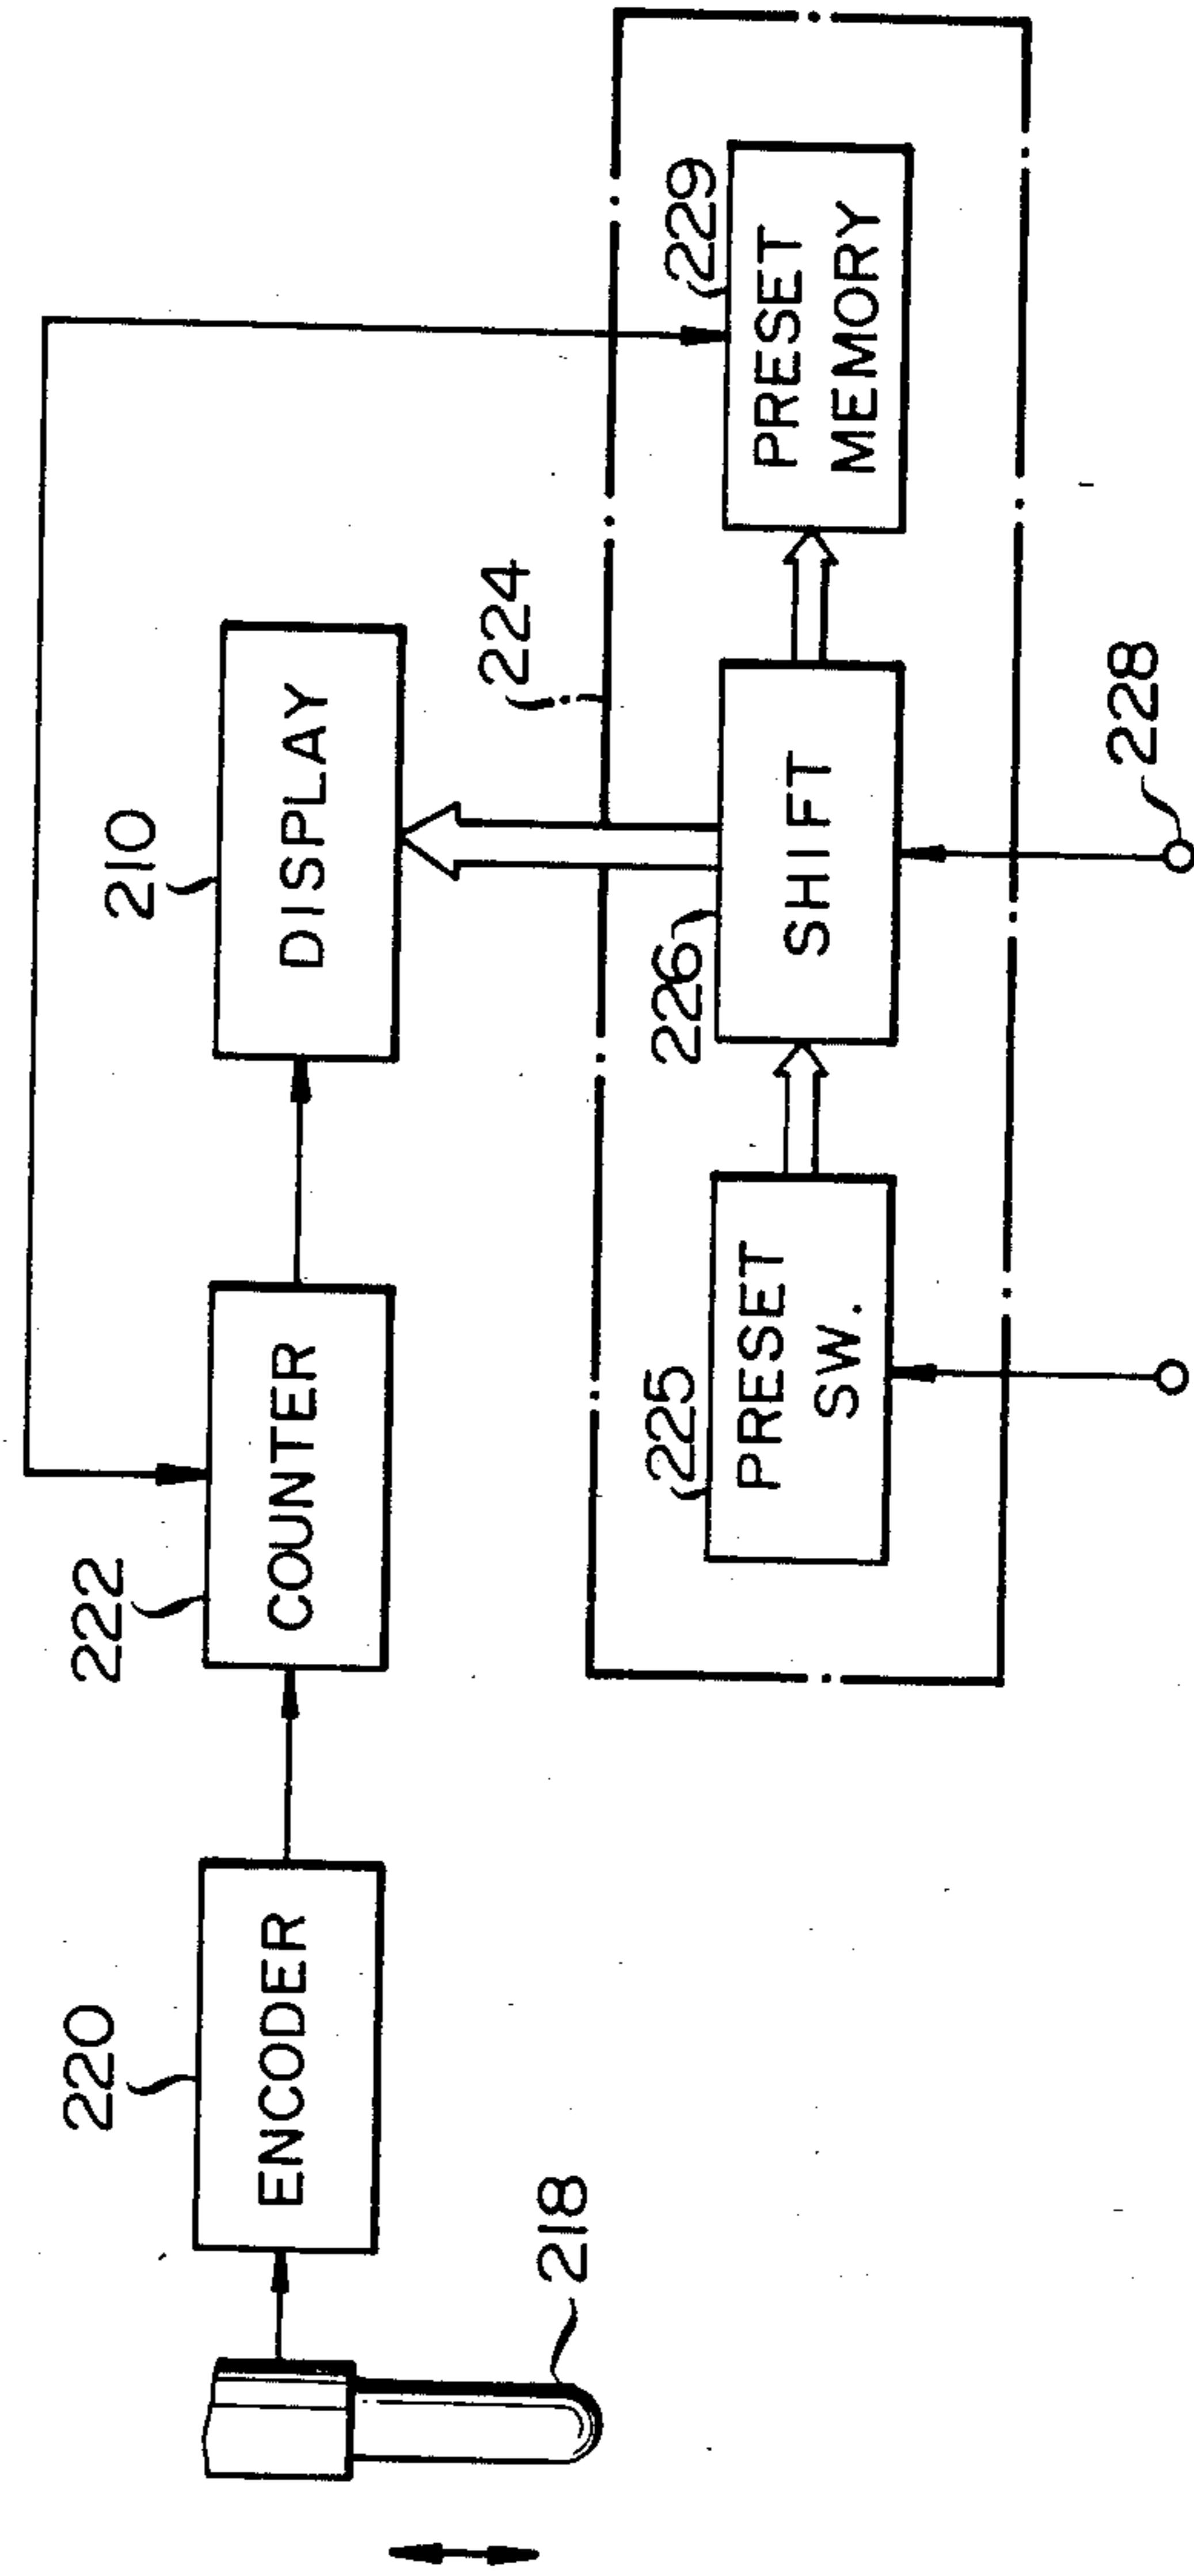 210
DISPLAY
222
COUNTER
220
ENCODER
218
224
225
PRESET
SW.
226
SHIFT
229
PRESET
MEMORY
228